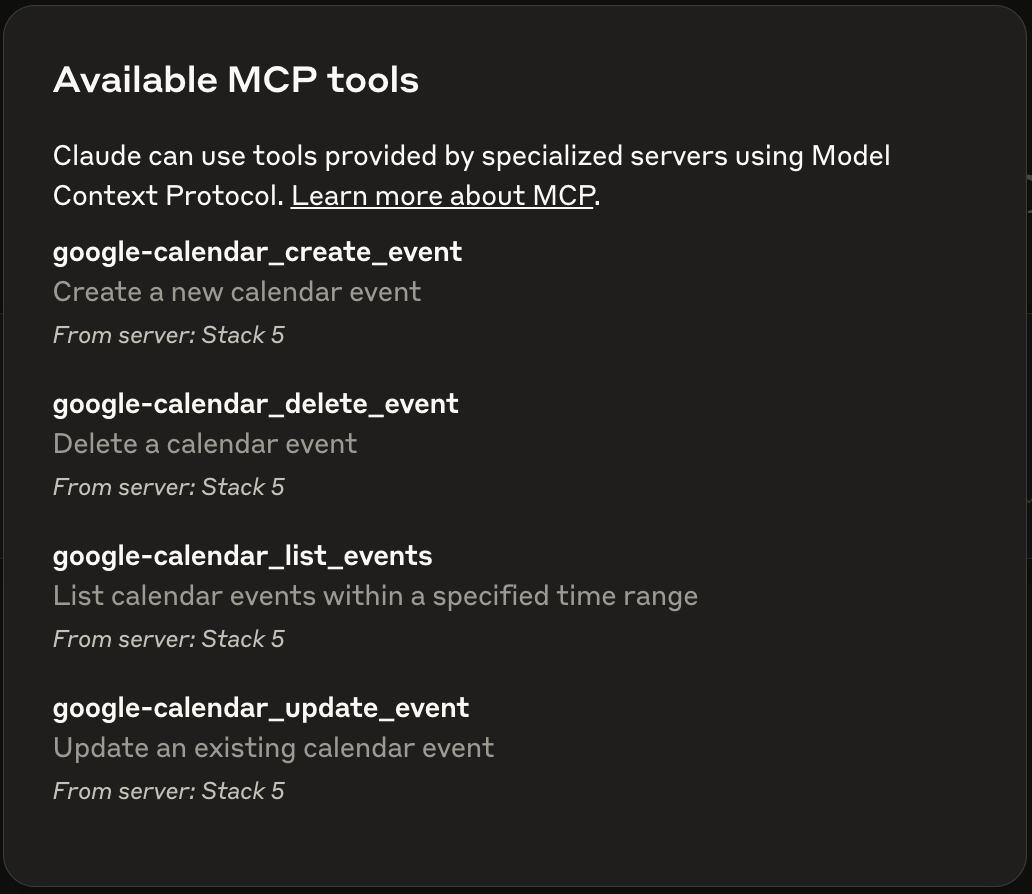 Available MCP tools
Claude can use tools provided by specialized servers using Model
Context Protocol. Learn more about MCP.
google-calendar_create_event
Create a new calendar event
From server: Stack 5
google-calendar_delete_event
Delete a calendar event
From server: Stack 5
google-calendar_list_events
List calendar events within a specified time range
From server: Stack 5
google-calendar_update_event
Update an existing calendar event
From server: Stack 5